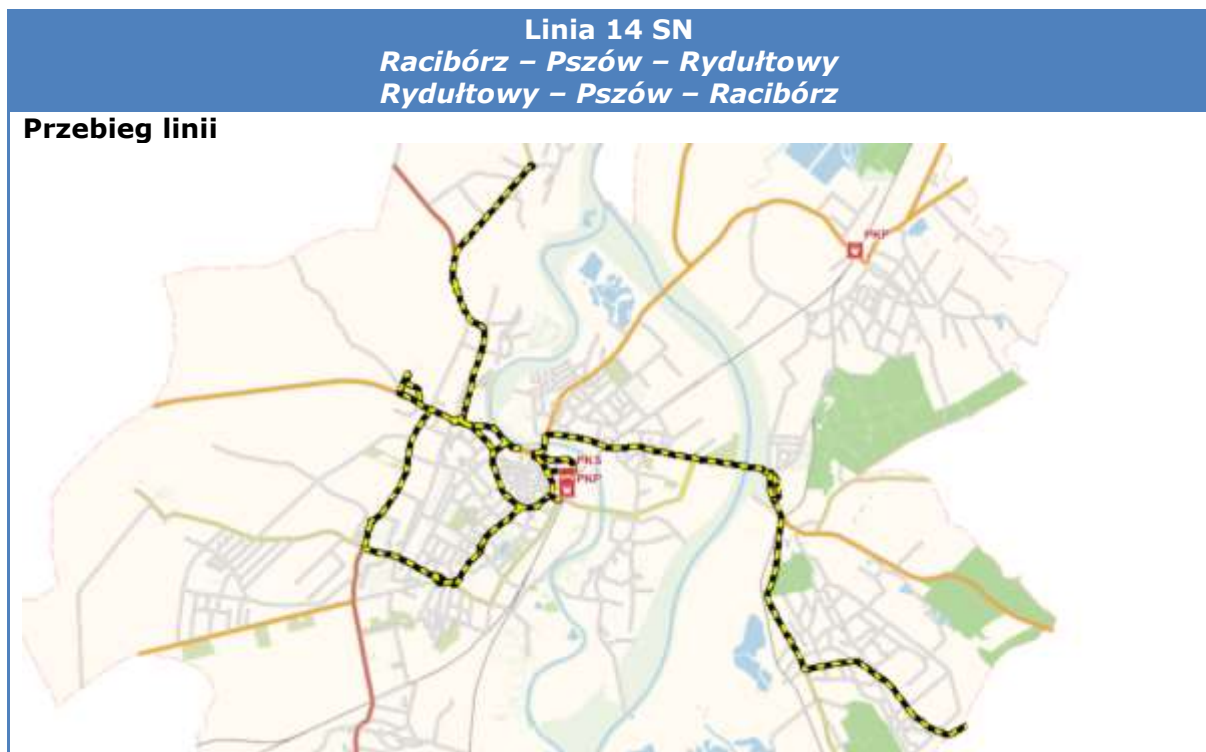 Linia 14 SN
Racibórz – Pszów – Rydułtowy
Rydułtowy – Pszów – Racibórz
Przebieg linii
PKP
PKS
PKP